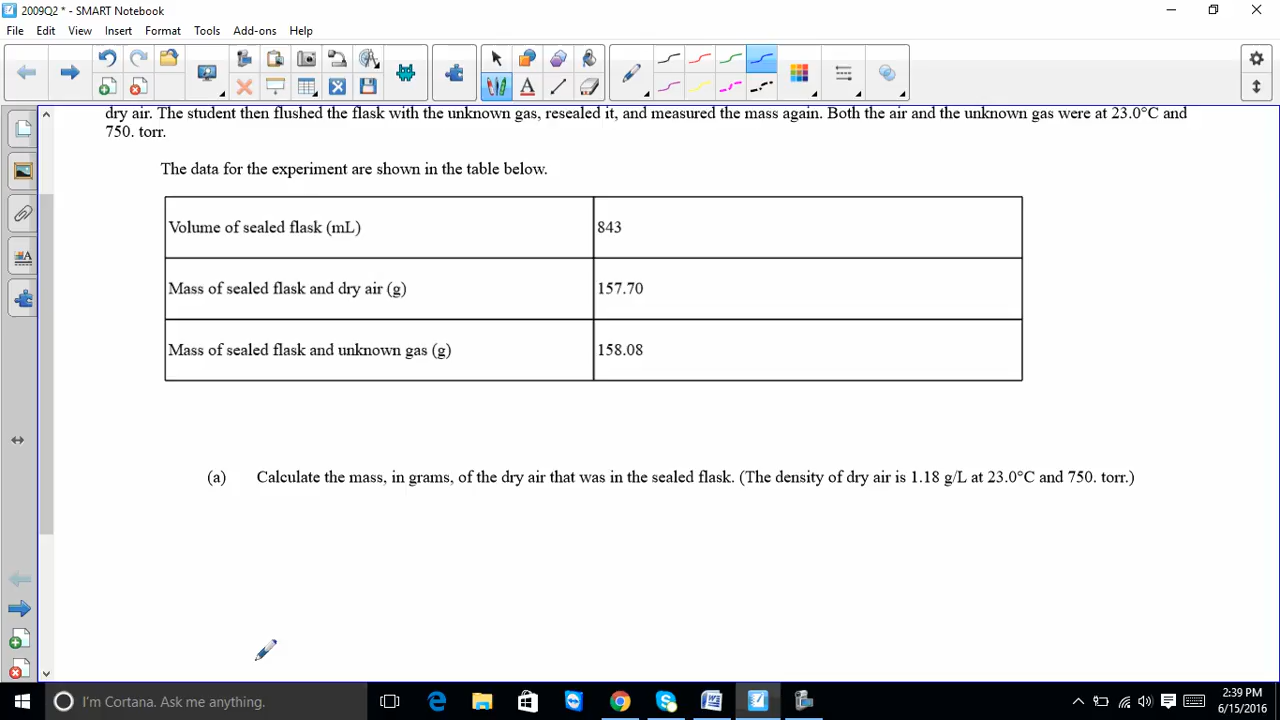 2009Q2 * - SMART Notebook
File Edit View Insert Format Tools Add-ons Help
dry air. The student then flushed the flask with the unknown gas, resealed it, and measured the mass again. Both the air and the unknown gas were at 23.0°C and
750. torr.
The data for the experiment are shown in the table below.
Volume of sealed flask (mL) 843
Mass of sealed flask and dry air (g) 157.70
Mass of sealed flask and unknown gas (g) 158.08
(a) Calculate the mass, in grams, of the dry air that was in the sealed flask. (The density of dry air is 1.18 g/L at 23.0°C and 750. torr.)
I'm Cortana. Ask me anything.
2:39 PM
6/15/2016